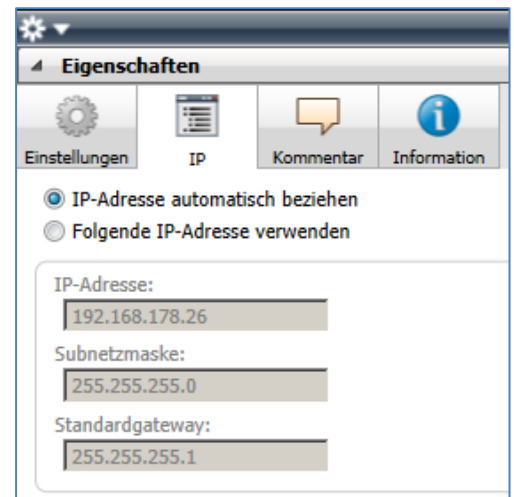 Eigenschaften
Einstellungen IP Kommentar Information
IP-Adresse automatisch beziehen
Folgende IP-Adresse verwenden
IP-Adresse:
192.168.178.26
Subnetzmaske:
255.255.255.0
Standardgateway:
255.255.255.1